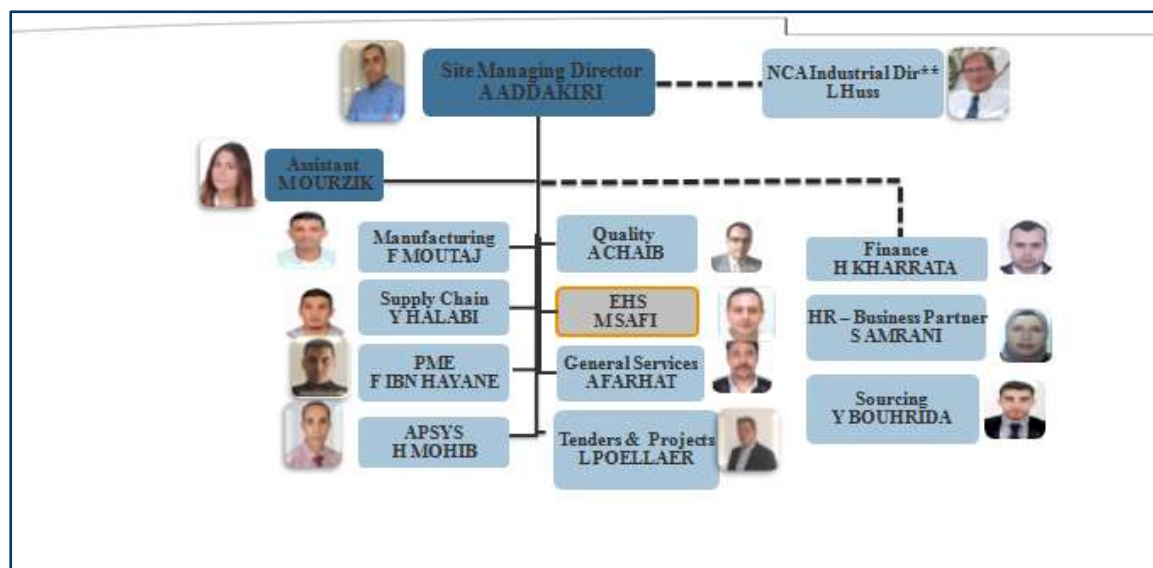 Site Managing Director
A ADDAKIRI
NCA Industrial Dir**
L Huss
Assistant
M OURZIK
Manufacturing
F MOUTAJ
Quality
A CHAIB
Finance
H KHARRATA
Supply Chain
Y HALABI
EHS
M SAFI
HR – Business Partner
S AMRANI
PME
F IBN HAYANE
General Services
A FARHAT
Sourcing
Y BOUHRIDA
APSYS
H MOHIB
Tenders & Projects
L POELLAER